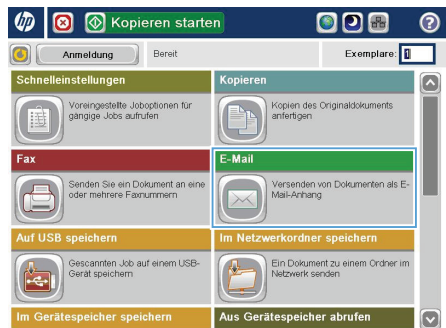 hp Kopieren starten ?
Anmeldung Bereit Exemplare: 1
Schnelleinstellungen
Voreingestellte Joboptionen für
gängige Jobs aufrufen
Kopieren
Kopien des Originaldokuments
anfertigen
Fax
Senden Sie ein Dokument an eine
oder mehrere Faxnummern
E-Mail
Versenden von Dokumenten als E-
Mail-Anhang
Auf USB speichern
Gescannten Job auf einem USB-
Gerät speichern
Im Netzwerkordner speichern
Ein Dokument zu einem Ordner im
Netzwerk senden
Im Gerätespeicher speichern
Aus Gerätespeicher abrufen